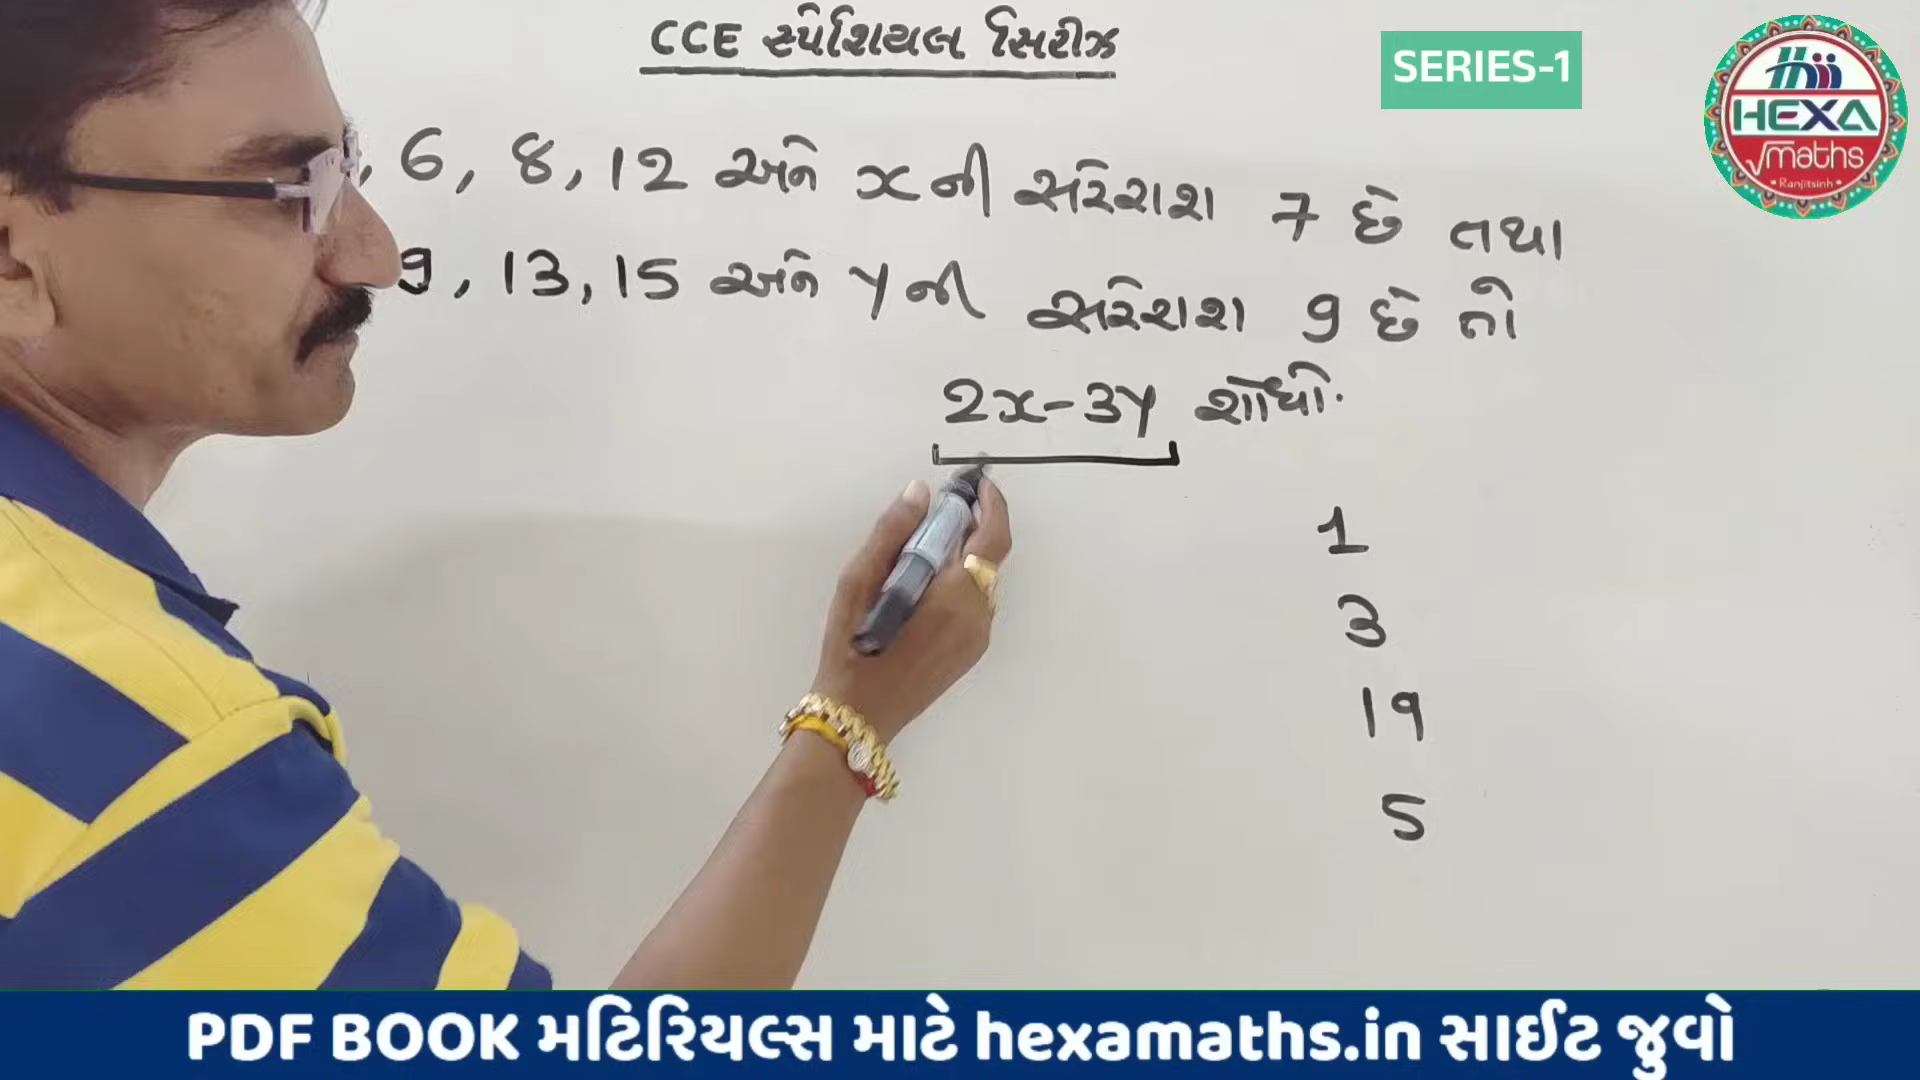 CCE સ્પેશિયલ સિરીઝ
SERIES-1
HEXA
√maths
Ranjitsinh
, 6, 8, 12 અને x ની સરેરાશ 7 છે તથા
9, 13, 15 અને y ની સરેરાશ 9 છે તો
2x-3y શોધો.
1
3
19
5
PDF BOOK મટિરિયલ્સ માટે hexamaths.in સાઈટ જુવો